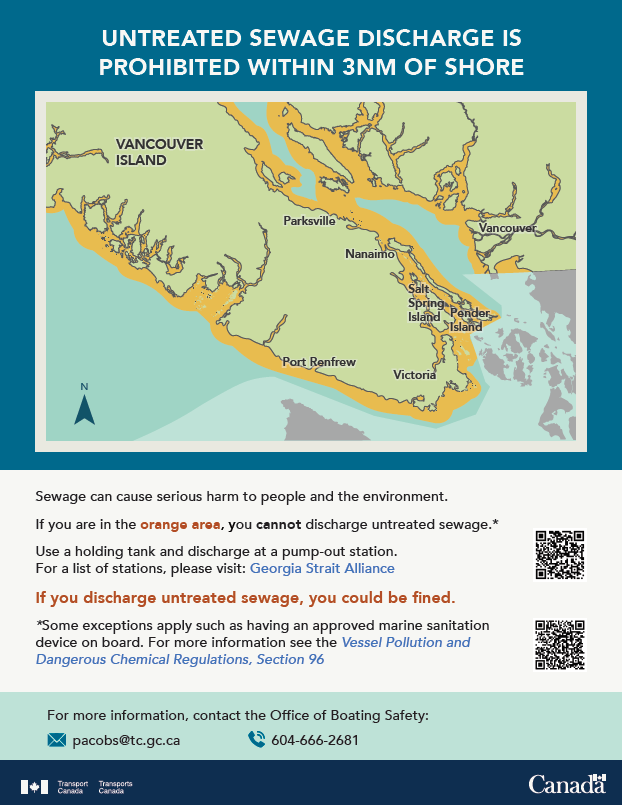 UNTREATED SEWAGE DISCHARGE IS
PROHIBITED WITHIN 3NM OF SHORE
VANCOUVER
ISLAND
Parksville
Vancouver
Nanaimo
Salt
Spring
Island
Pender
Island
Port Renfrew
Victoria
N
Sewage can cause serious harm to people and the environment.
If you are in the orange area, you cannot discharge untreated sewage.*
Use a holding tank and discharge at a pump-out station.
For a list of stations, please visit: Georgia Strait Alliance
If you discharge untreated sewage, you could be fined.
*Some exceptions apply such as having an approved marine sanitation
device on board. For more information see the Vessel Pollution and
Dangerous Chemical Regulations, Section 96
For more information, contact the Office of Boating Safety:
pacobs@tc.gc.ca 604-666-2681
Transport Transports
Canada Canada
Canada